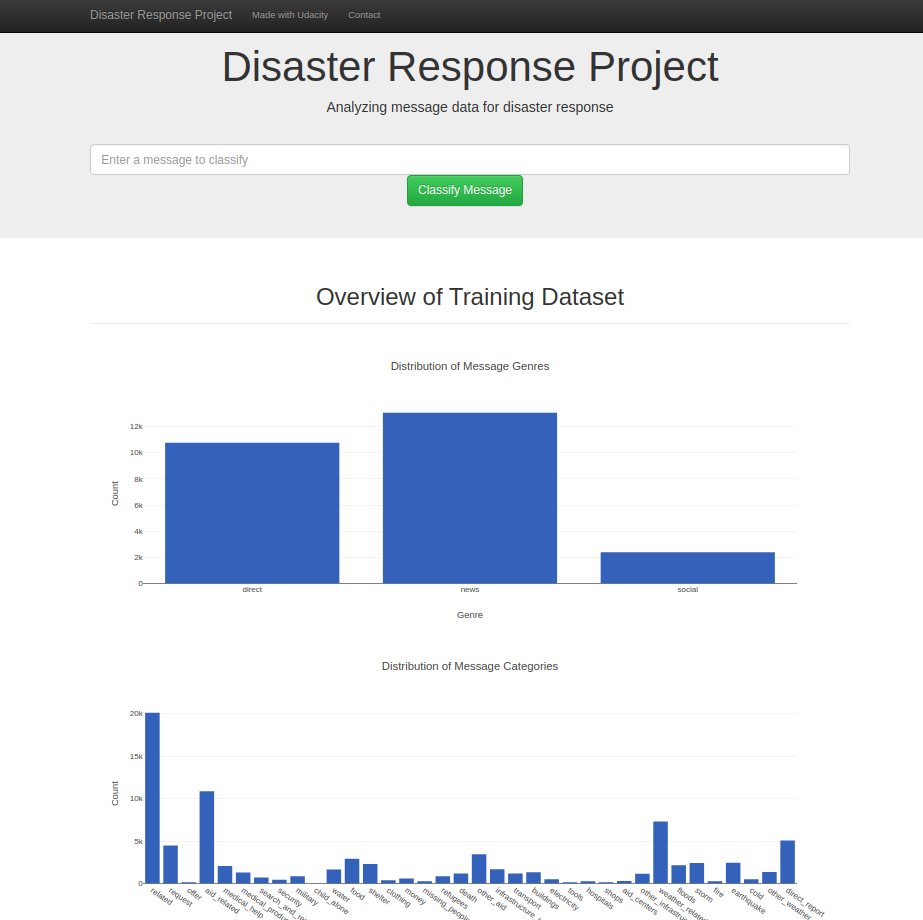 Disaster Response Project Made with Udacity Contact
Disaster Response Project
Analyzing message data for disaster response
Enter a message to classify
Classify Message
Overview of Training Dataset
Distribution of Message Genres
12k
10k
8k
6k
4k
2k
0
Count
direct news social
Genre
Distribution of Message Categories
20k
15k
10k
5k
0
Count
related
request
offer
aid_related
medical_help
medical_produ
search_and_re
security
military
child_alone
water
food
shelter
clothing
money
missing_people
refugees
death
other_aid
infrastructure_
transport
buildings
electricity
tools
hospitals
shops
aid_centers
other_infrastruc
weather_relate
floods
storm
fire
earthquake
cold
other_weather
direct_report